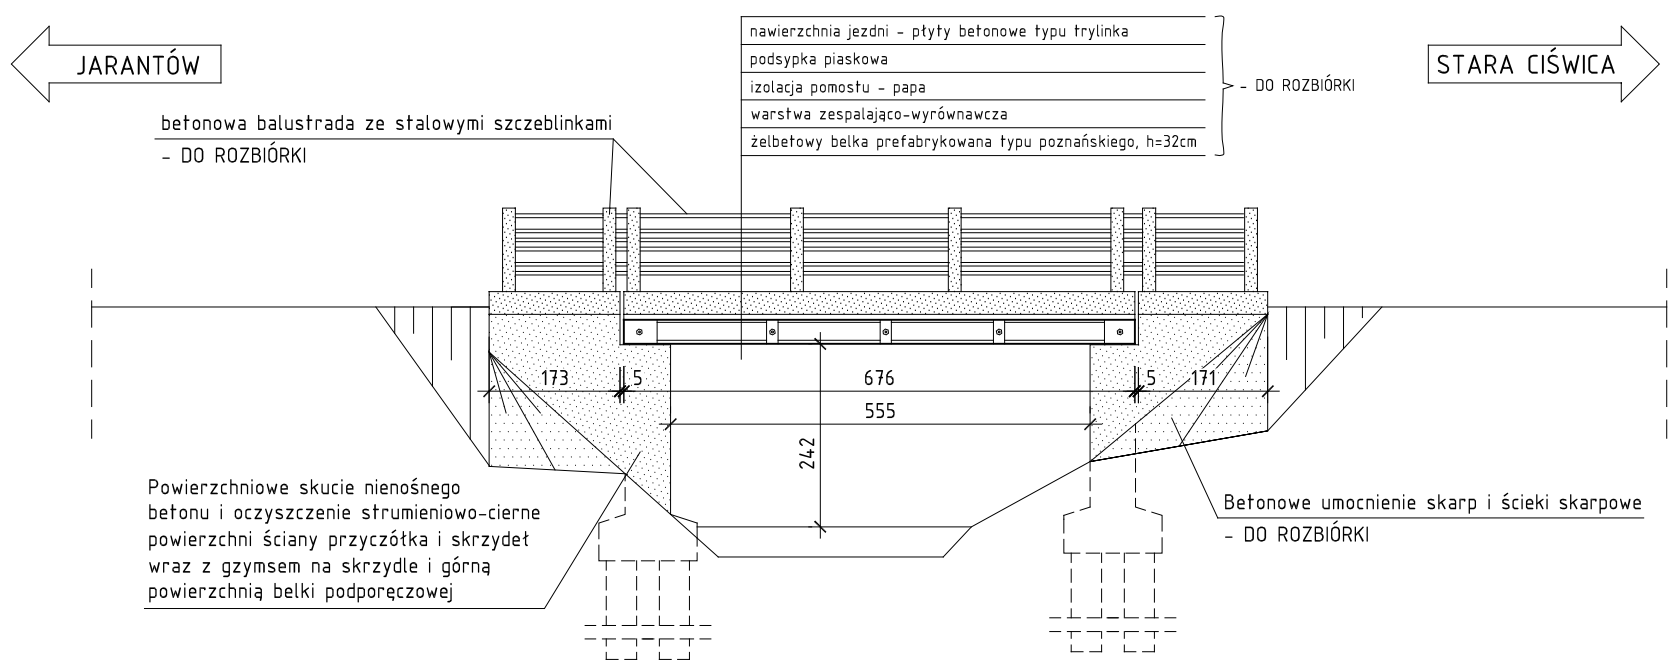 JARANTÓW
STARA CIŚWICA
nawierzchnia jezdni - płyty betonowe typu trylinka
podsypka piaskowa
izolacja pomostu - papa
warstwa zespalająco-wyrównawcza
żelbetowy belka prefabrykowana typu poznańskiego, h=32cm
- DO ROZBIÓRKI
betonowa balustrada ze stalowymi szczeblinkami
- DO ROZBIÓRKI
173
5
676
5
171
555
242
Powierzchniowe skucie nienośnego
betonu i oczyszczenie strumieniowo-cierne
powierzchni ściany przyczółka i skrzydeł
wraz z gzymsem na skrzydle i górną
powierzchnią belki podporęczowej
Betonowe umocnienie skarp i ścieki skarpowe
- DO ROZBIÓRKI